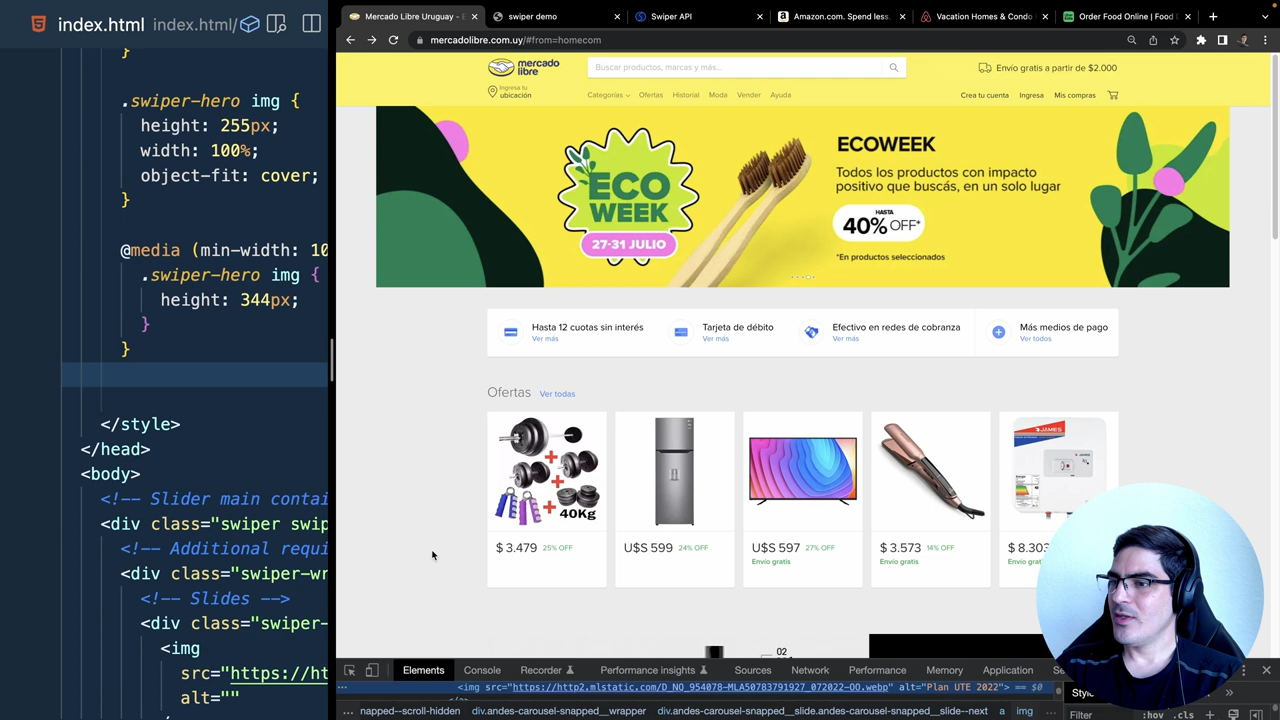 index.html index.html/
}
.swiper-hero img {
height: 255px;
width: 100%;
object-fit: cover;
}
@media (min-width: 10
.swiper-hero img {
height: 344px;
}
}
</style>
</head>
<body>
<!-- Slider main contai
<div class="swiper swip
<!-- Additional requi
<div class="swiper-wr
<!-- Slides -->
<div class="swiper-
<img
src="https://ht
alt=""
Mercado Libre Uruguay - E
swiper demo
Swiper API
Amazon.com. Spend less.
Vacation Homes & Condo
Order Food Online | Food
mercadolibre.com.uy/#from=homecom
mercado
libre
Buscar productos, marcas y más...
Envío gratis a partir de $2.000
Ingresa tu
ubicación
Categorías Ofertas Historial Moda Vender Ayuda
Crea tu cuenta Ingresa Mis compras
ECO
WEEK
27-31 JULIO
ECOWEEK
Todos los productos con impacto
positivo que buscás, en un solo lugar
HASTA
40% OFF*
*En productos seleccionados
Hasta 12 cuotas sin interés
Ver más
Tarjeta de débito
Ver más
Efectivo en redes de cobranza
Ver más
Más medios de pago
Ver todos
Ofertas Ver todas
40Kg
JAMES
$ 3.479 25% OFF
U$S 599 24% OFF
U$S 597 27% OFF
Envío gratis
$ 3.573 14% OFF
Envío gratis
$ 8.303
Envío gra
02
Elements Console Recorder Performance insights Sources Network Performance Memory Application Se
<img src="https://http2.mlstatic.com/D_NQ_954078-MLA50783791927_072022-OO.webp" alt="Plan UTE 2022"> == $0
napped--scroll-hidden div.andes-carousel-snapped__wrapper div.andes-carousel-snapped__slide.andes-carousel-snapped__slide--next a img
Styles
Filter :hov .cls